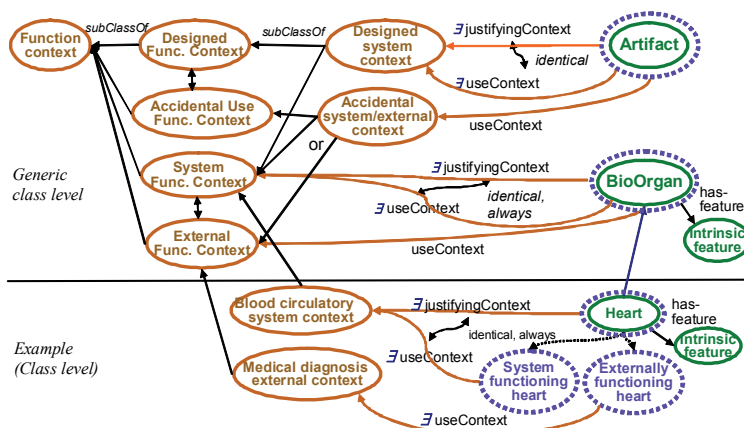 subClassOf
subClassOf
Function
context
Designed
Func. Context
Designed
system
context
∃ justifyingContext
identical
Artifact
∃ useContext
Accidental Use
Func. Context
Accidental
system/external
context
useContext
or
Generic
class level
System
Func. Context
∃ justifyingContext
BioOrgan
identical,
always
∃ useContext
has-
feature
External
Func. Context
useContext
Intrinsic
feature
Blood circulatory
system context
∃ justifyingContext
Heart
has-
feature
identical, always
Example
(Class level)
∃ useContext
Intrinsic
feature
Medical diagnosis
external context
System
functioning
heart
Externally
functioning
heart
∃ useContext